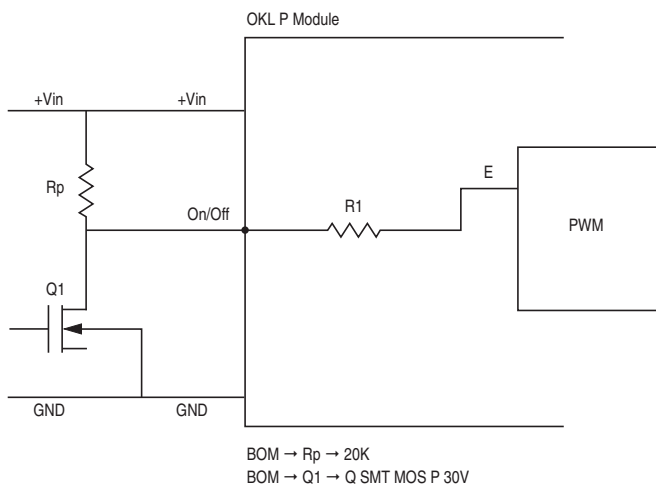 OKL P Module
+Vin
+Vin
E
Rp
R1
On/Off
PWM
Q1
GND
GND
BOM → Rp → 20K
BOM → Q1 → Q SMT MOS P 30V